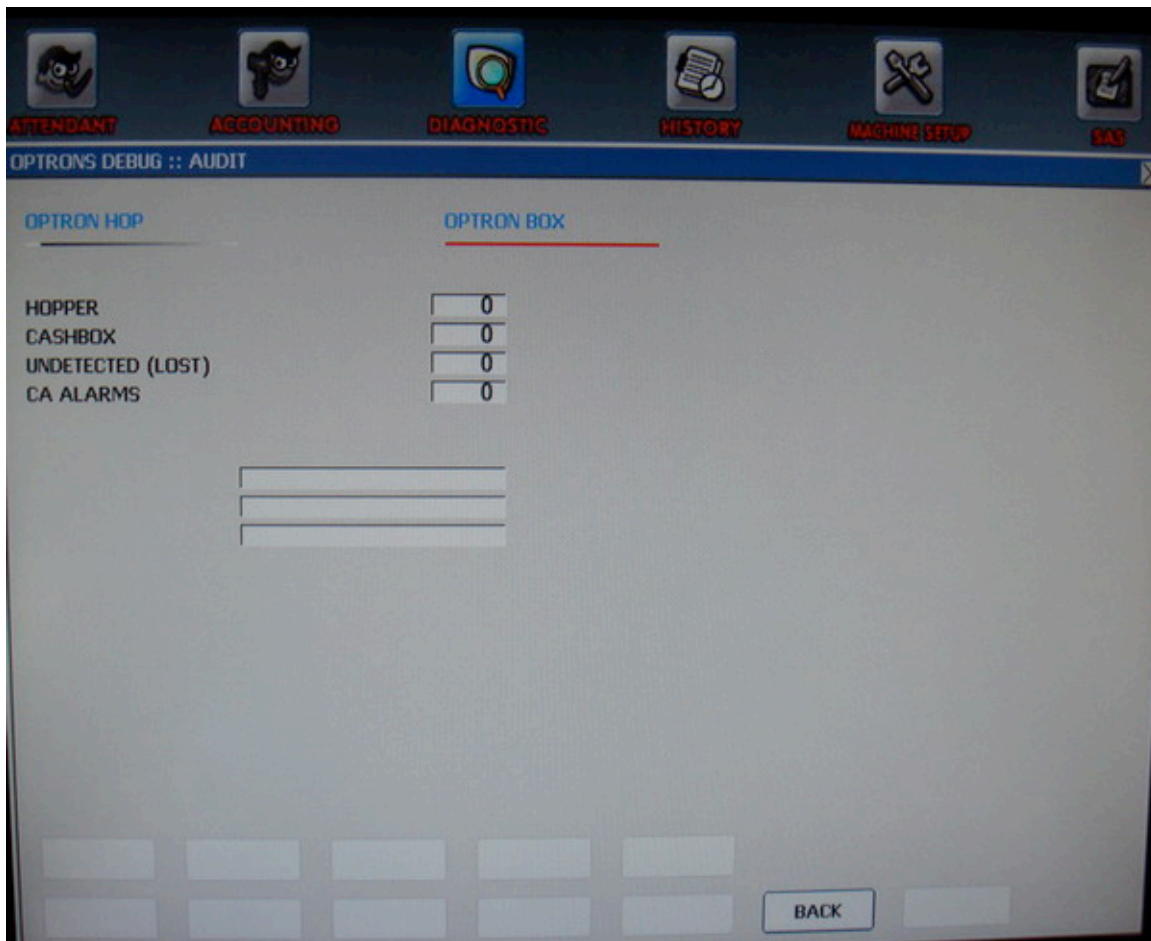 ATTENDANT ACCOUNTING DIAGNOSTIC HISTORY MACHINE SETUP SAS
OPTRONS DEBUG :: AUDIT
OPTRON HOP OPTRON BOX
HOPPER 0
CASHBOX 0
UNDETECTED (LOST) 0
CA ALARMS 0
BACK